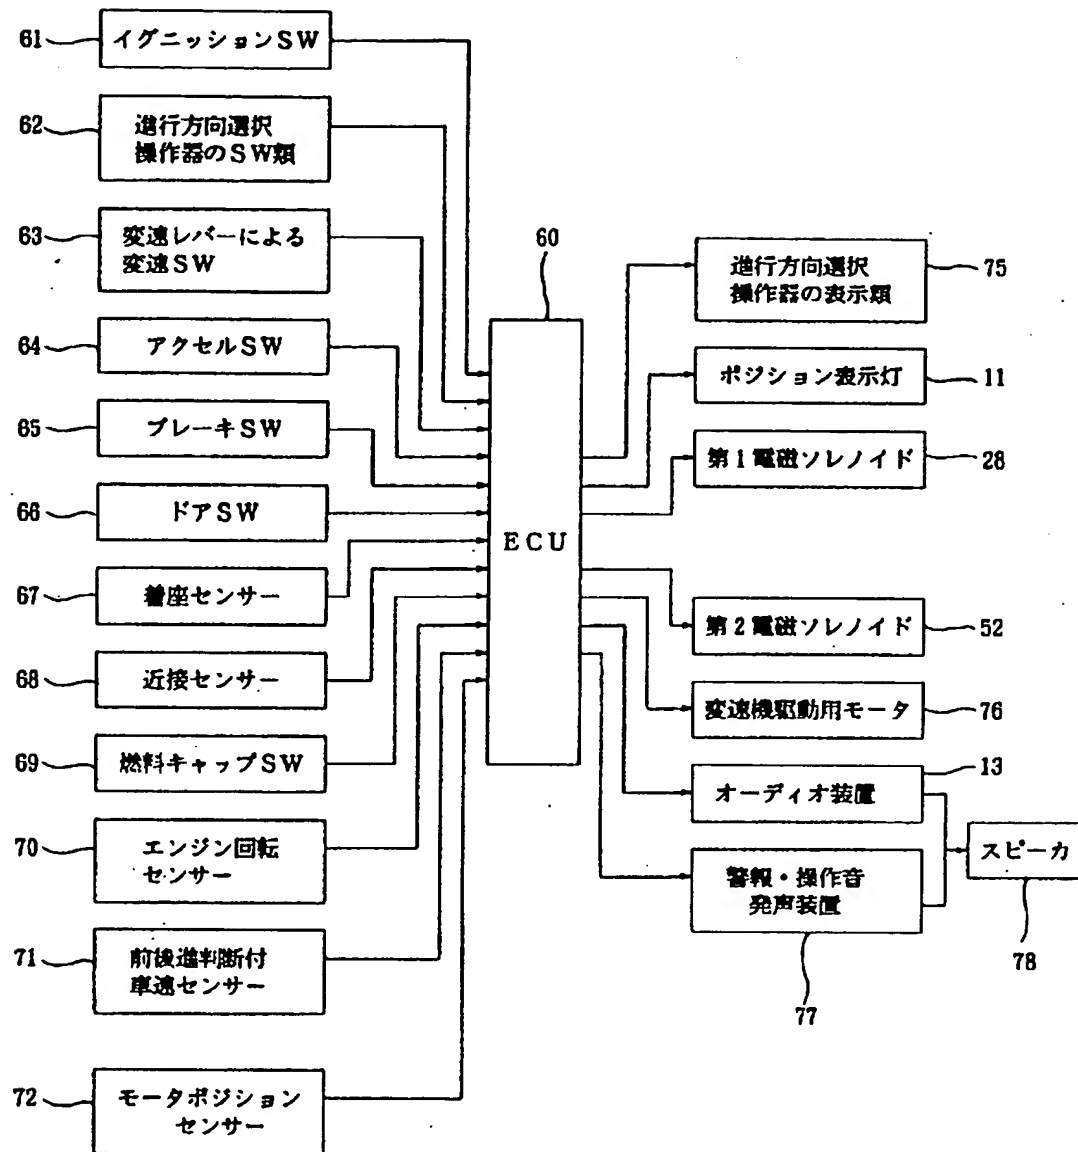 61
イグニッションSW
62
進行方向選択
操作器のSW類
63
変速レバーによる
変速SW
64
アクセルSW
65
ブレーキSW
66
ドアSW
67
着座センサー
68
近接センサー
69
燃料キャップSW
70
エンジン回転
センサー
71
前後進判断付
車速センサー
72
モータポジション
センサー
60
ECU
進行方向選択
操作器の表示類
75
ポジション表示灯
11
第1電磁ソレノイド
28
第2電磁ソレノイド
52
変速機駆動用モータ
76
13
オーディオ装置
警報・操作音
発声装置
77
スピーカ
78